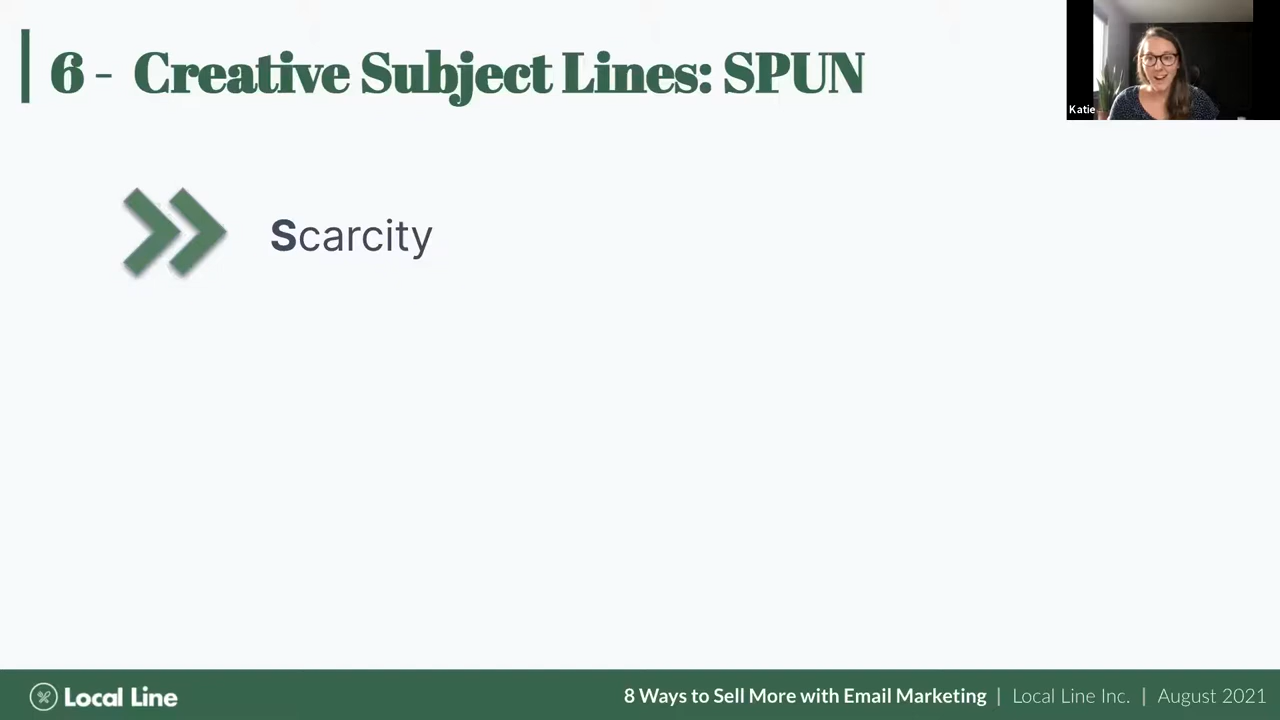 6 - Creative Subject Lines: SPUN
Katie
Scarcity
Local Line
8 Ways to Sell More with Email Marketing | Local Line Inc. | August 2021